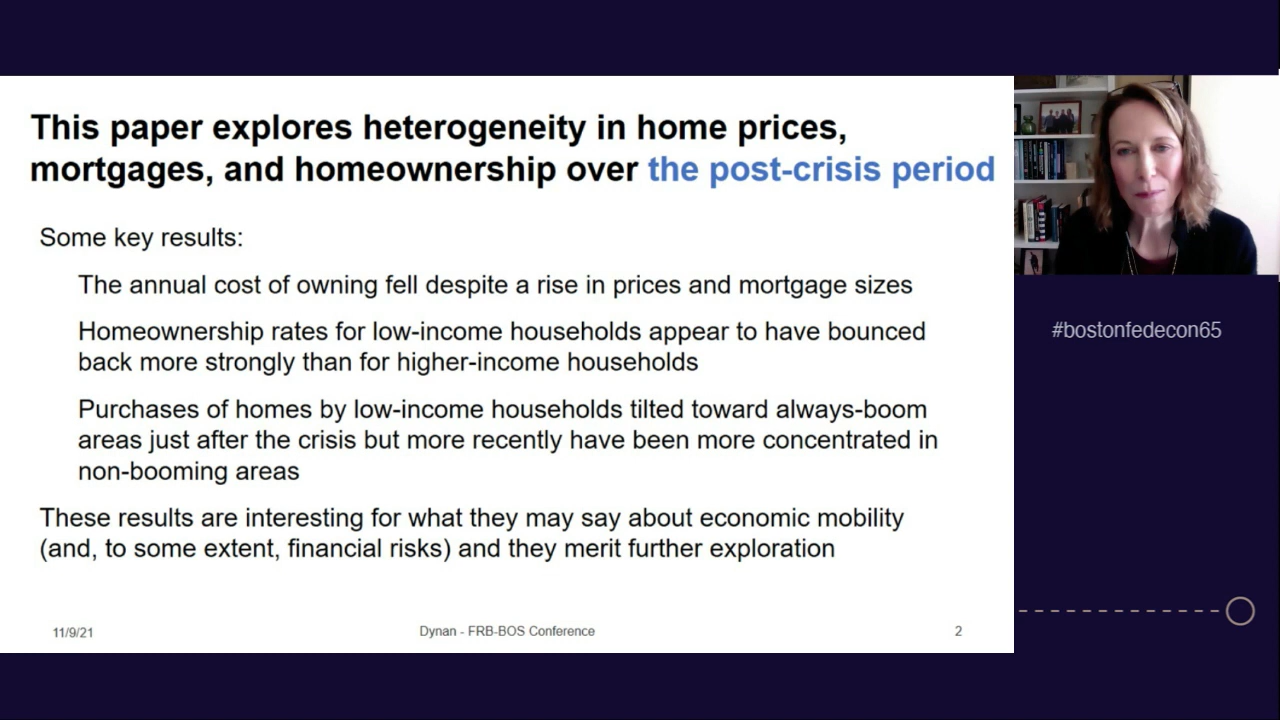 This paper explores heterogeneity in home prices,
mortgages, and homeownership over the post-crisis period
Some key results:
The annual cost of owning fell despite a rise in prices and mortgage sizes
Homeownership rates for low-income households appear to have bounced
back more strongly than for higher-income households
Purchases of homes by low-income households tilted toward always-boom
areas just after the crisis but more recently have been more concentrated in
non-booming areas
These results are interesting for what they may say about economic mobility
(and, to some extent, financial risks) and they merit further exploration
11/9/21
Dynan - FRB-BOS Conference
2
#bostonfedecon65